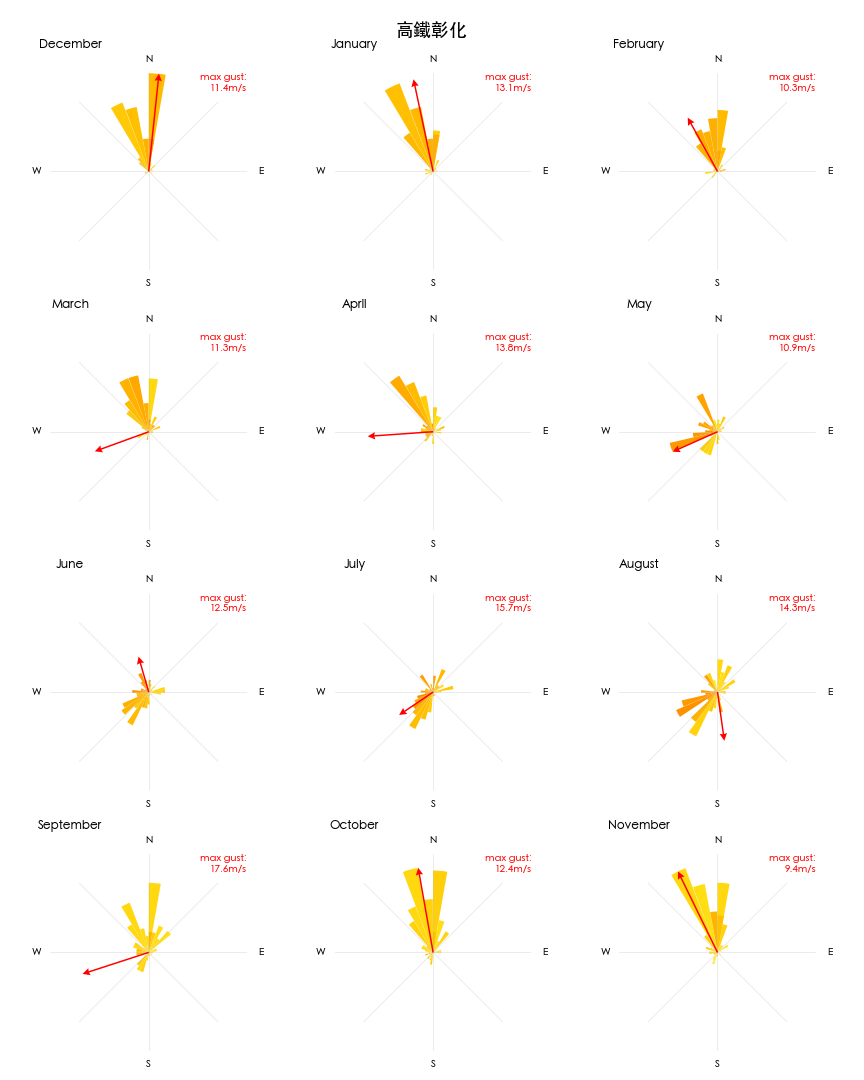 高鐵彰化
December
January
February
N
N
N
max gust:
11.4m/s
max gust:
13.1m/s
max gust:
10.3m/s
W
E
W
E
W
E
S
S
S
March
April
May
N
N
N
max gust:
11.3m/s
max gust:
13.8m/s
max gust:
10.9m/s
W
E
W
E
W
E
S
S
S
June
July
August
N
N
N
max gust:
12.5m/s
max gust:
15.7m/s
max gust:
14.3m/s
W
E
W
E
W
E
S
S
S
September
October
November
N
N
N
max gust:
17.6m/s
max gust:
12.4m/s
max gust:
9.4m/s
W
E
W
E
W
E
S
S
S